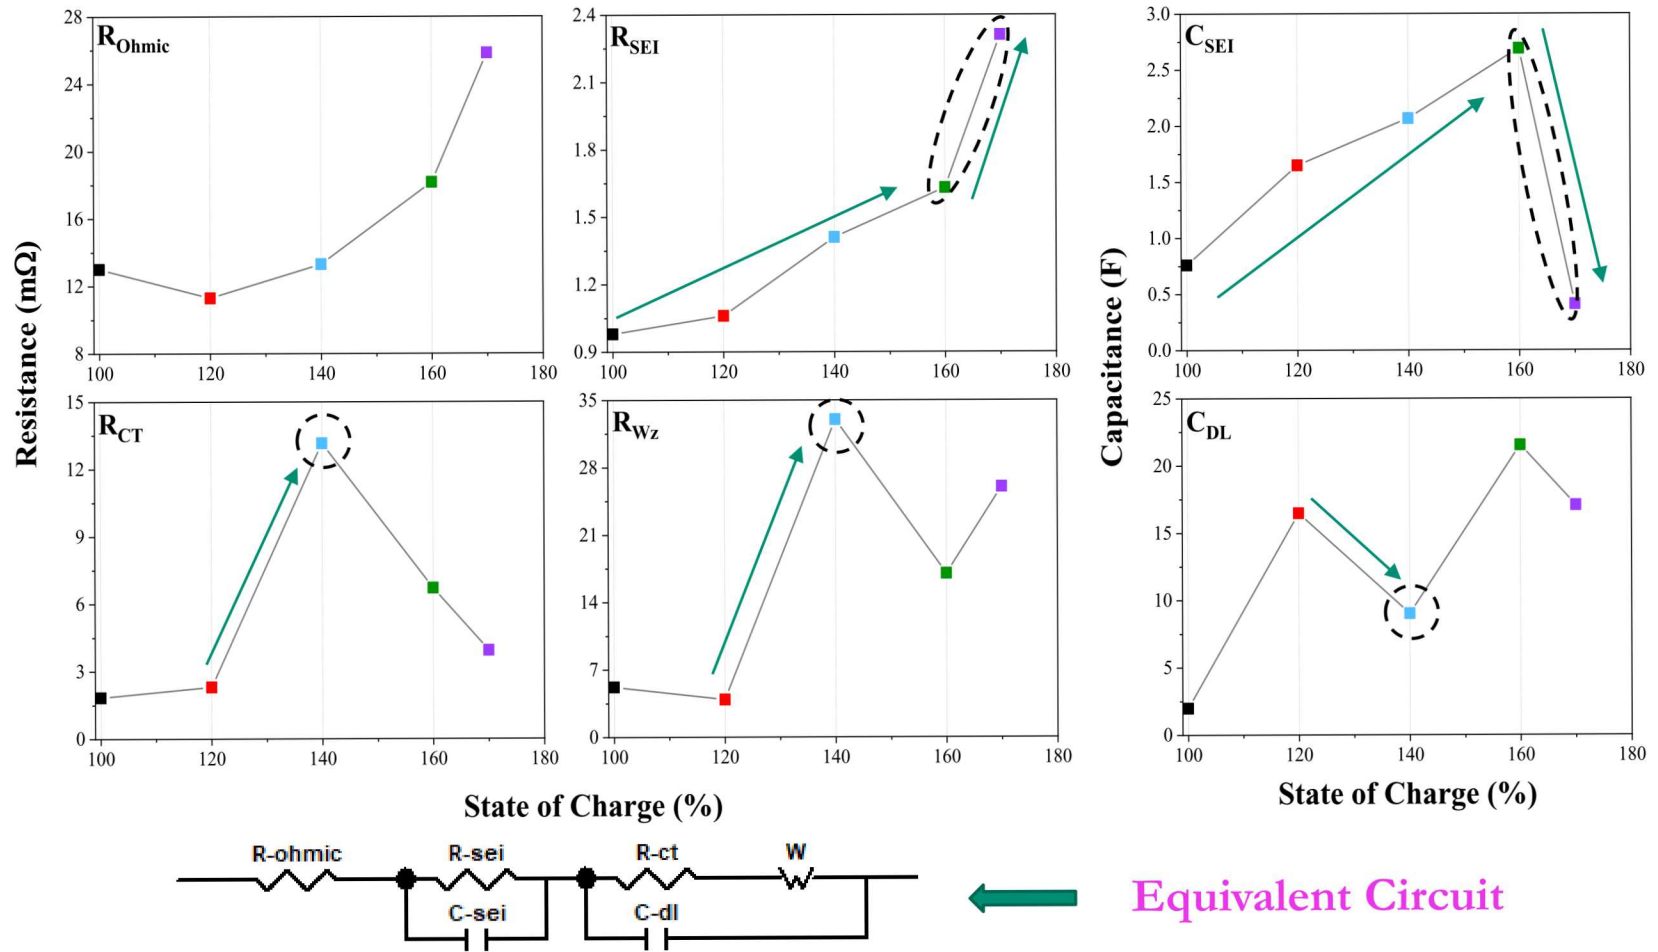 R_Ohmic
28
24
20
16
12
8
100 120 140 160 180
R_SEI
2.4
2.1
1.8
1.5
1.2
0.9
100 120 140 160 180
C_SEI
3.0
2.5
2.0
1.5
1.0
0.5
0.0
100 120 140 160 180
Resistance (mΩ)
Capacitance (F)
R_CT
15
12
9
6
3
0
100 120 140 160 180
R_Wz
35
28
21
14
7
0
100 120 140 160 180
C_DL
25
20
15
10
5
0
100 120 140 160 180
State of Charge (%)
State of Charge (%)
R-ohmic
R-sei
R-ct
W
C-sei
C-dl
Equivalent Circuit